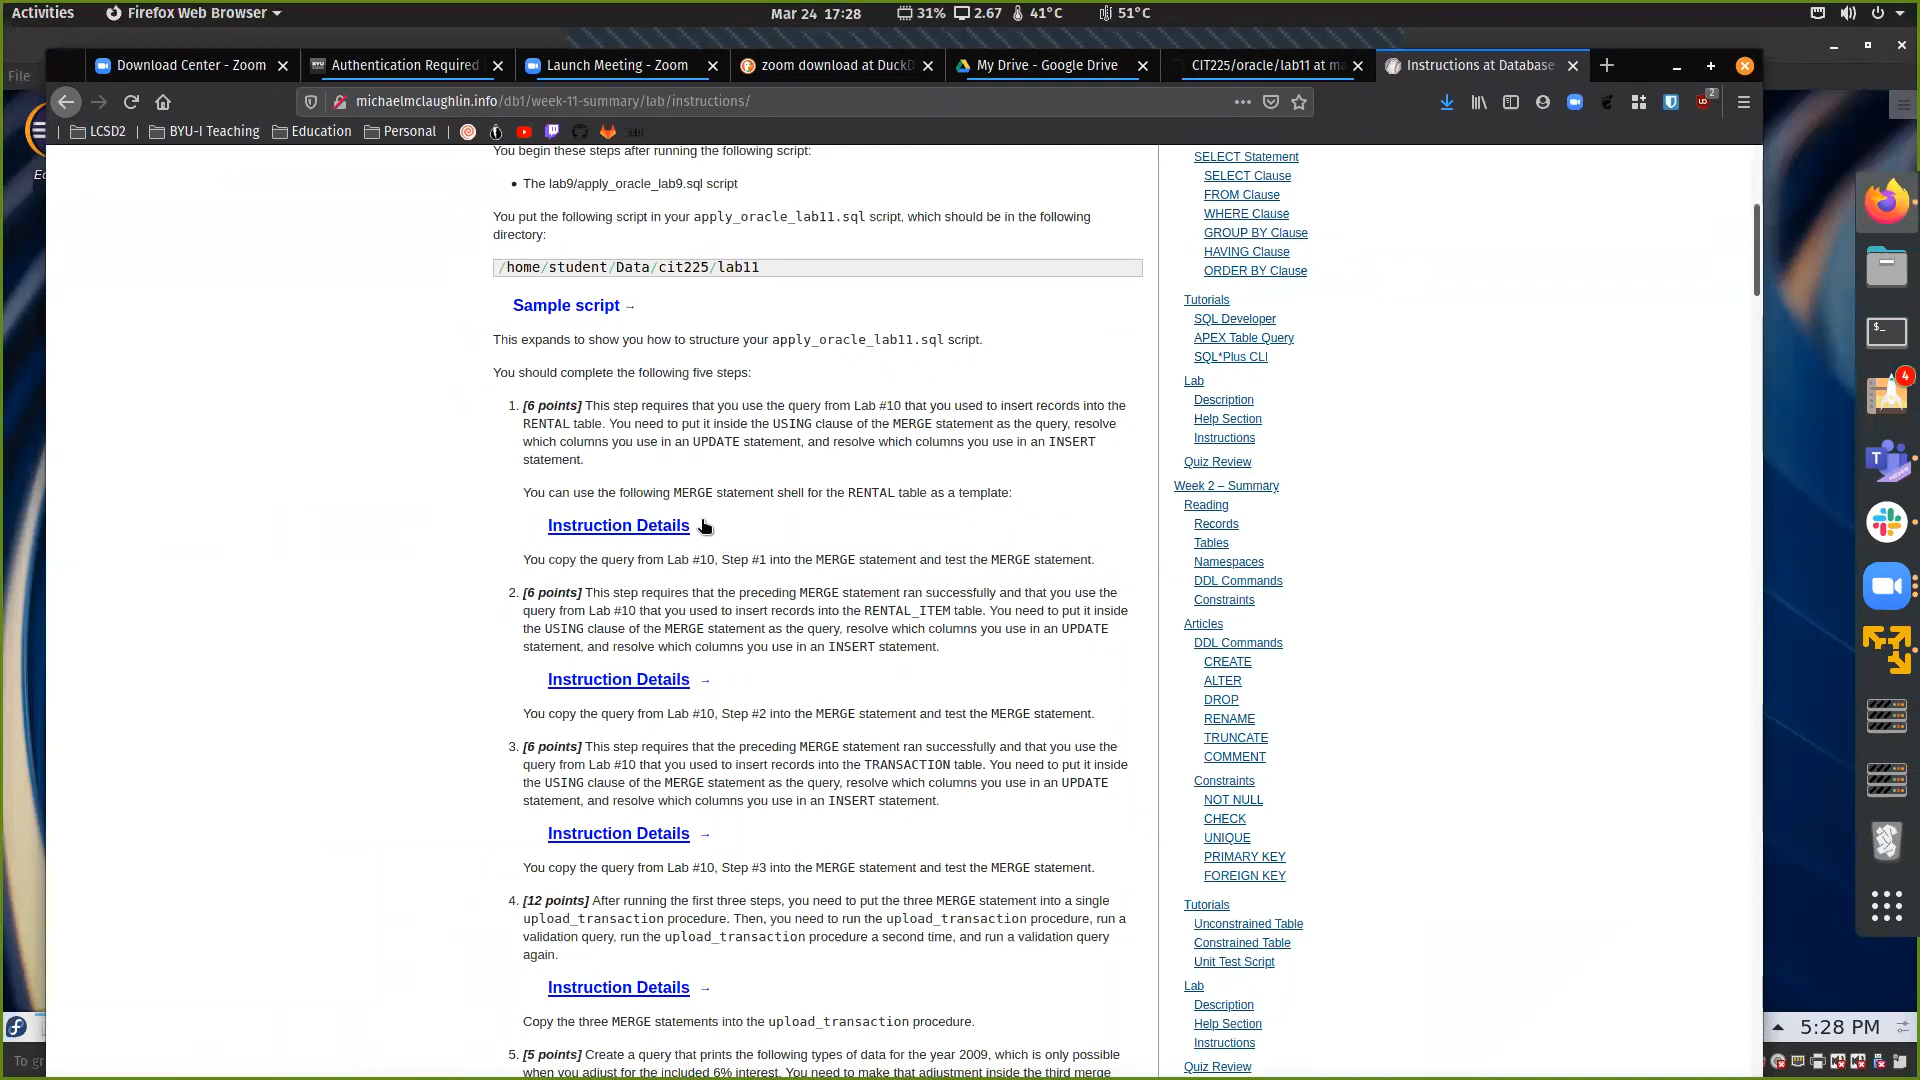 Activities
Firefox Web Browser
Mar 24 17:28
31%
2.67
41°C
51°C
File
Download Center - Zoom
Authentication Required
Launch Meeting - Zoom
zoom download at DuckD
My Drive - Google Drive
CIT225/oracle/lab11 at ma
Instructions at Database
michaelmclaughlin.info/db1/week-11-summary/lab/instructions/
2
LCSD2
BYU-I Teaching
Education
Personal
You begin these steps after running the following script:
The lab9/apply_oracle_lab9.sql script
You put the following script in your apply_oracle_lab11.sql script, which should be in the following
directory:
/home/student/Data/cit225/lab11
Sample script →
This expands to show you how to structure your apply_oracle_lab11.sql script.
You should complete the following five steps:
1. [6 points] This step requires that you use the query from Lab #10 that you used to insert records into the
RENTAL table. You need to put it inside the USING clause of the MERGE statement as the query, resolve
which columns you use in an UPDATE statement, and resolve which columns you use in an INSERT
statement.
You can use the following MERGE statement shell for the RENTAL table as a template:
Instruction Details
You copy the query from Lab #10, Step #1 into the MERGE statement and test the MERGE statement.
2. [6 points] This step requires that the preceding MERGE statement ran successfully and that you use the
query from Lab #10 that you used to insert records into the RENTAL_ITEM table. You need to put it inside
the USING clause of the MERGE statement as the query, resolve which columns you use in an UPDATE
statement, and resolve which columns you use in an INSERT statement.
Instruction Details →
You copy the query from Lab #10, Step #2 into the MERGE statement and test the MERGE statement.
3. [6 points] This step requires that the preceding MERGE statement ran successfully and that you use the
query from Lab #10 that you used to insert records into the TRANSACTION table. You need to put it inside
the USING clause of the MERGE statement as the query, resolve which columns you use in an UPDATE
statement, and resolve which columns you use in an INSERT statement.
Instruction Details →
You copy the query from Lab #10, Step #3 into the MERGE statement and test the MERGE statement.
4. [12 points] After running the first three steps, you need to put the three MERGE statement into a single
upload_transaction procedure. Then, you need to run the upload_transaction procedure, run a
validation query, run the upload_transaction procedure a second time, and run a validation query
again.
Instruction Details →
Copy the three MERGE statements into the upload_transaction procedure.
5. [5 points] Create a query that prints the following types of data for the year 2009, which is only possible
when you adjust for the included 6% interest. You need to make that adjustment inside the third merge
SELECT Statement
SELECT Clause
FROM Clause
WHERE Clause
GROUP BY Clause
HAVING Clause
ORDER BY Clause
Tutorials
SQL Developer
APEX Table Query
SQL*Plus CLI
Lab
Description
Help Section
Instructions
Quiz Review
Week 2 – Summary
Reading
Records
Tables
Namespaces
DDL Commands
Constraints
Articles
DDL Commands
CREATE
ALTER
DROP
RENAME
TRUNCATE
COMMENT
Constraints
NOT NULL
CHECK
UNIQUE
PRIMARY KEY
FOREIGN KEY
Tutorials
Unconstrained Table
Constrained Table
Unit Test Script
Lab
Description
Help Section
Instructions
Quiz Review
4
5:28 PM
To gr